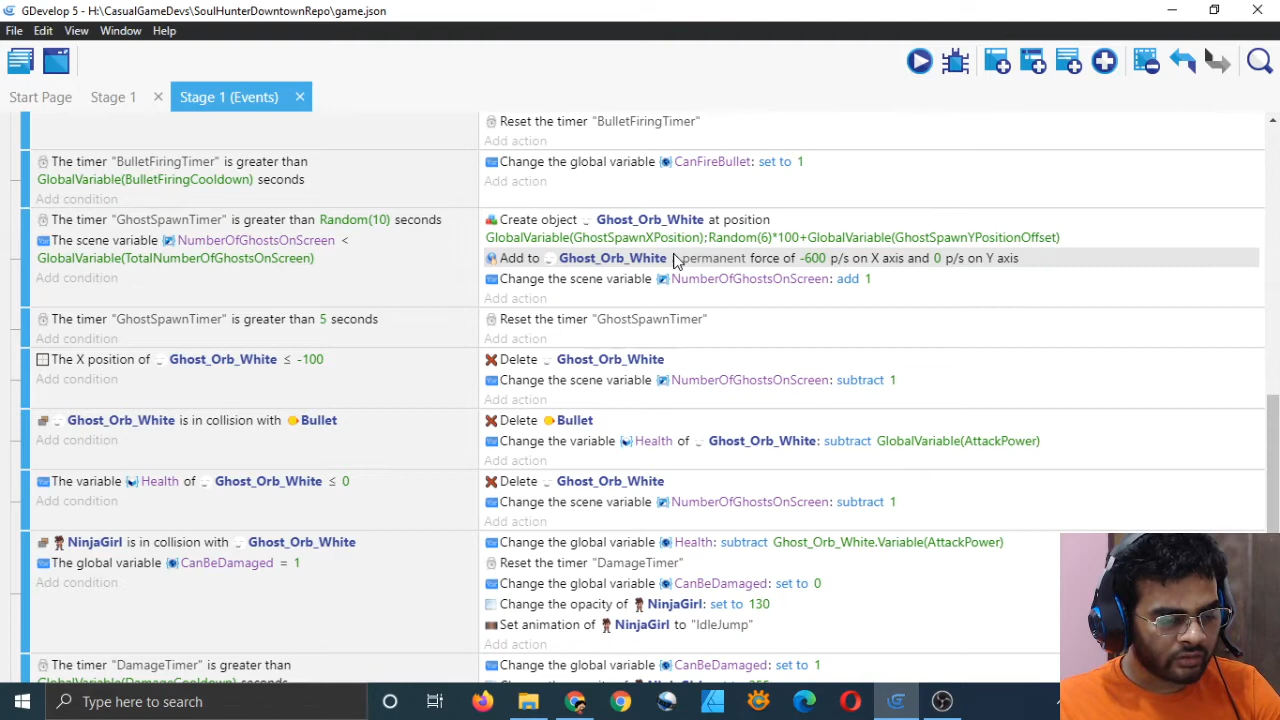 GDevelop 5 - H:\CasualGameDevs\SoulHunterDowntownRepo\game.json
File Edit View Window Help
Start Page Stage 1 Stage 1 (Events)
Reset the timer "BulletFiringTimer"
Add action
The timer "BulletFiringTimer" is greater than
GlobalVariable(BulletFiringCooldown) seconds
Add condition
Change the global variable CanFireBullet: set to 1
Add action
The timer "GhostSpawnTimer" is greater than Random(10) seconds
The scene variable NumberOfGhostsOnScreen <
GlobalVariable(TotalNumberOfGhostsOnScreen)
Add condition
Create object Ghost_Orb_White at position
GlobalVariable(GhostSpawnXPosition);Random(6)*100+GlobalVariable(GhostSpawnYPositionOffset)
Add to Ghost_Orb_White permanent force of -600 p/s on X axis and 0 p/s on Y axis
Change the scene variable NumberOfGhostsOnScreen: add 1
Add action
The timer "GhostSpawnTimer" is greater than 5 seconds
Add condition
Reset the timer "GhostSpawnTimer"
Add action
The X position of Ghost_Orb_White ≤ -100
Add condition
Delete Ghost_Orb_White
Change the scene variable NumberOfGhostsOnScreen: subtract 1
Add action
Ghost_Orb_White is in collision with Bullet
Add condition
Delete Bullet
Change the variable Health of Ghost_Orb_White: subtract GlobalVariable(AttackPower)
Add action
The variable Health of Ghost_Orb_White ≤ 0
Add condition
Delete Ghost_Orb_White
Change the scene variable NumberOfGhostsOnScreen: subtract 1
Add action
NinjaGirl is in collision with Ghost_Orb_White
The global variable CanBeDamaged = 1
Add condition
Change the global variable Health: subtract Ghost_Orb_White.Variable(AttackPower)
Reset the timer "DamageTimer"
Change the global variable CanBeDamaged: set to 0
Change the opacity of NinjaGirl: set to 130
Set animation of NinjaGirl to "IdleJump"
Add action
The timer "DamageTimer" is greater than
GlobalVariable(DamageCooldown) seconds
Change the global variable CanBeDamaged: set to 1
Type here to search